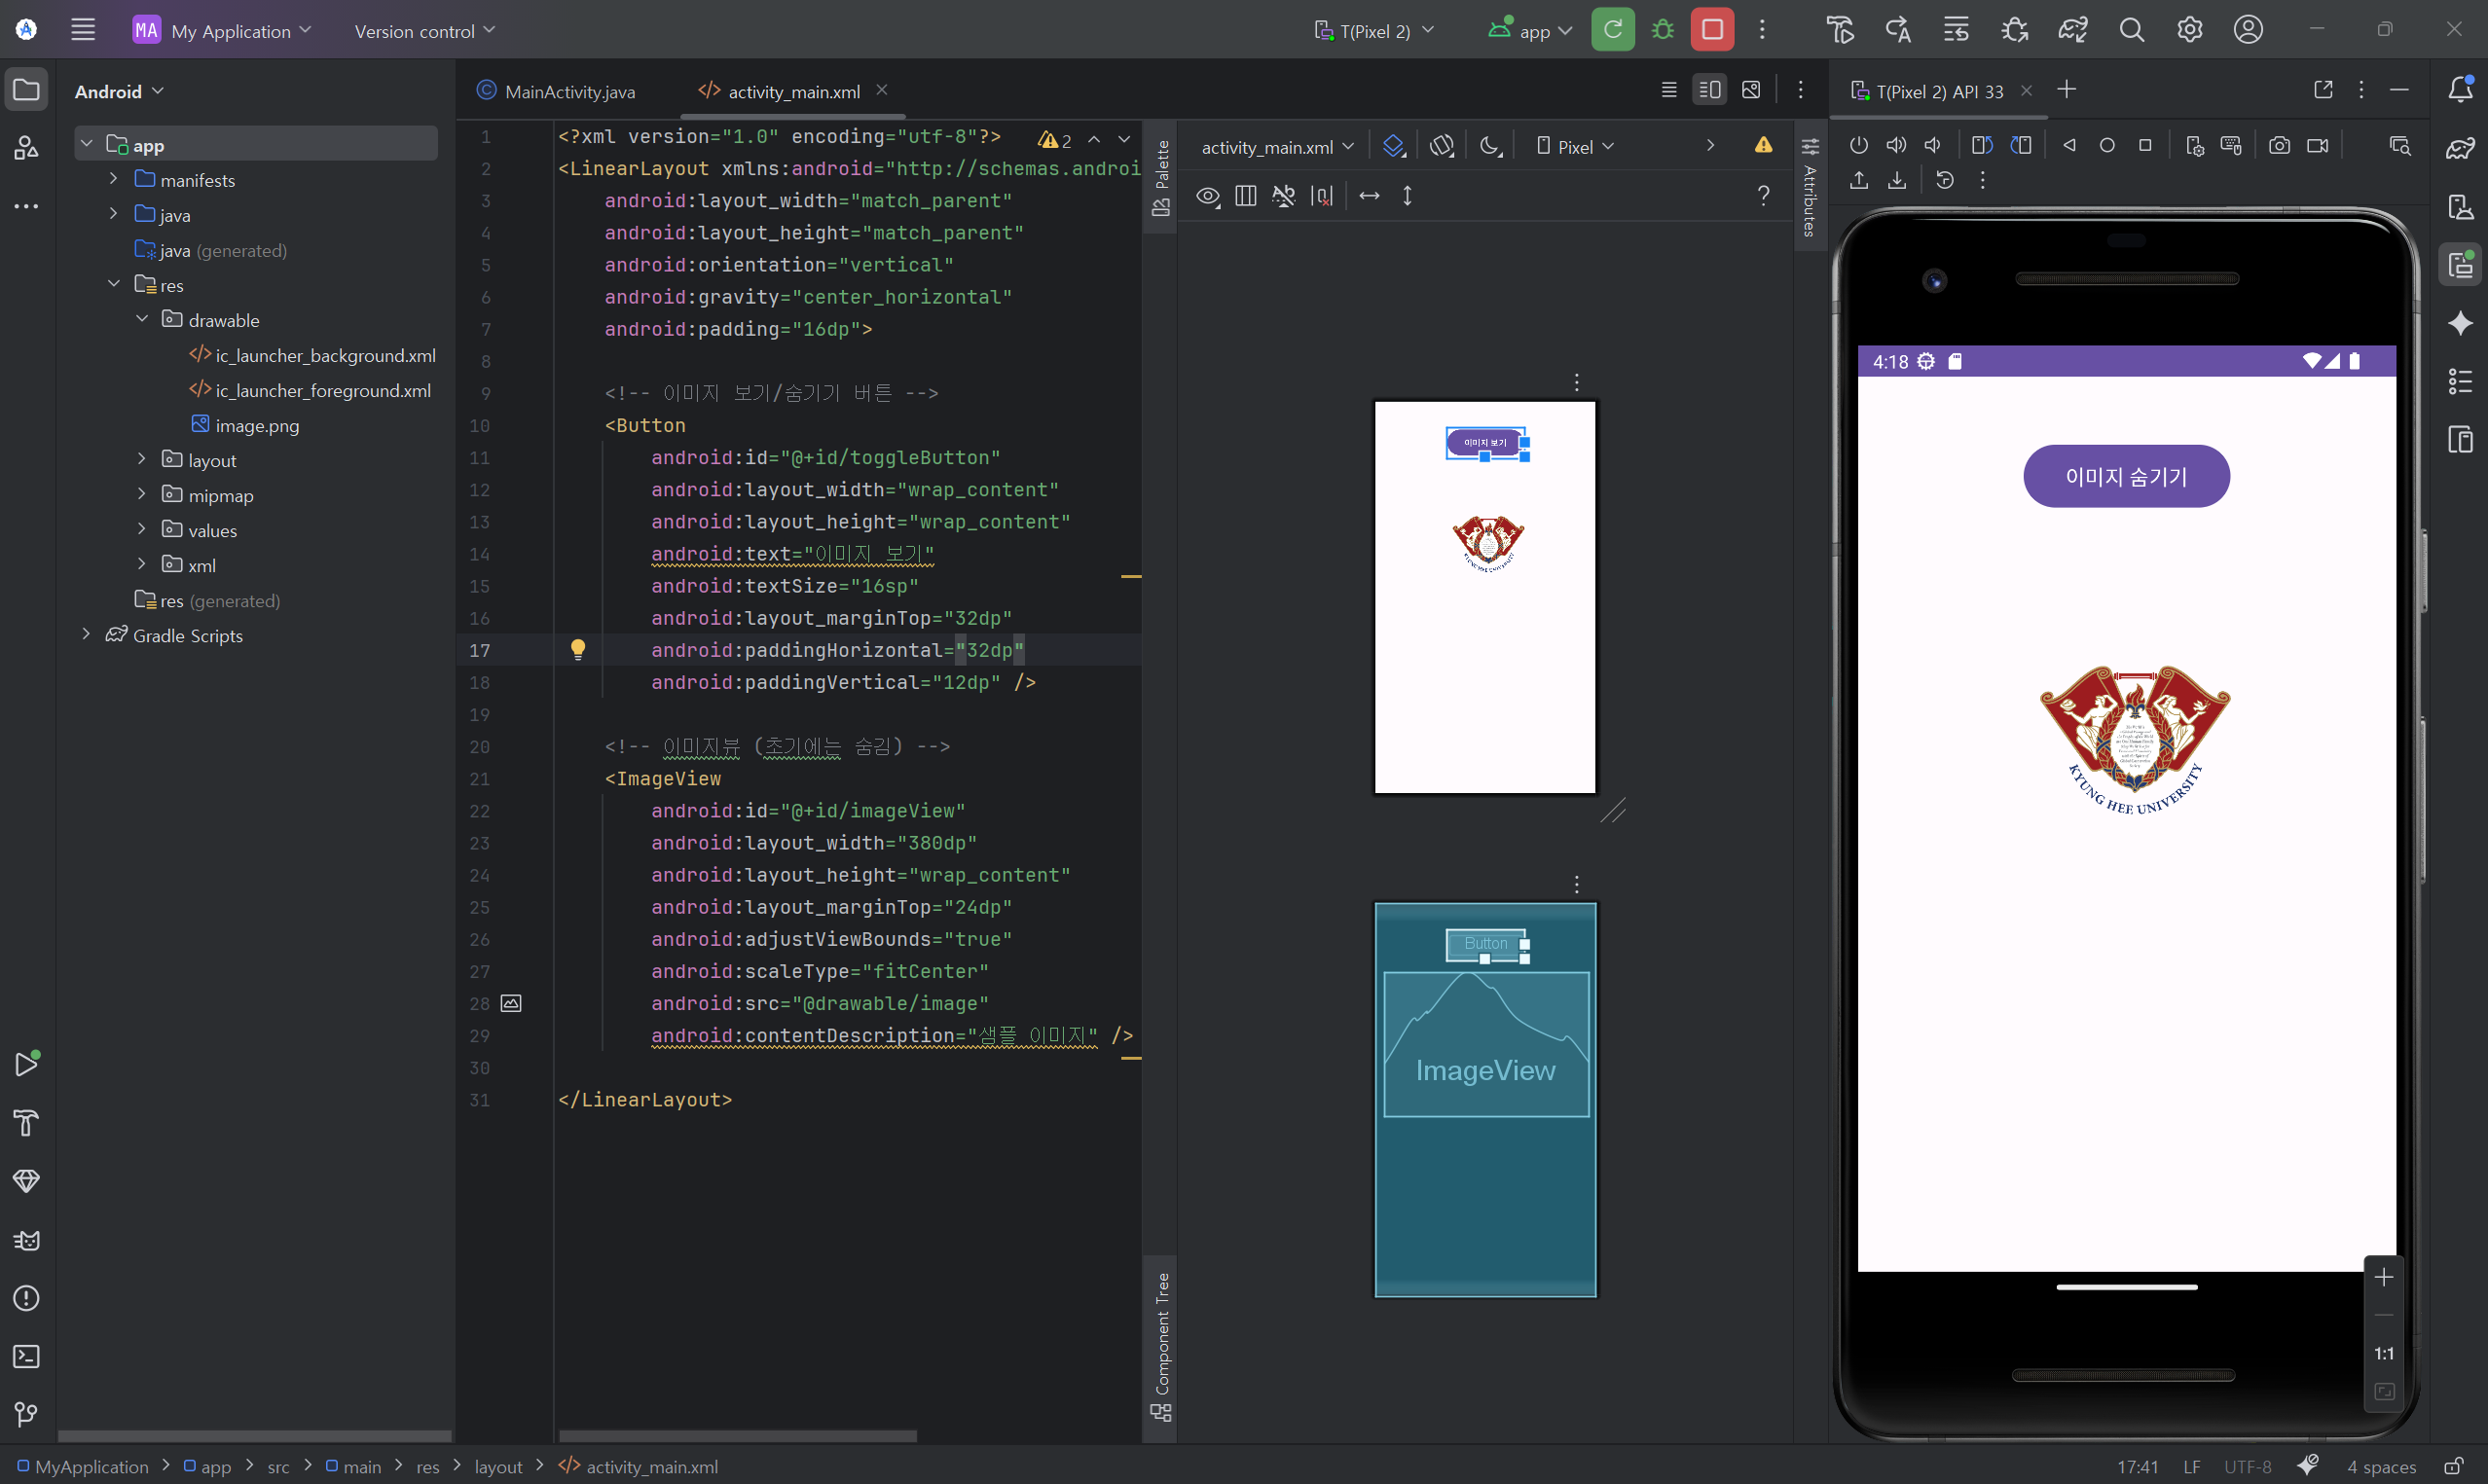 MA My Application
Version control
T(Pixel 2)
app
Android
app
manifests
java
java (generated)
res
drawable
ic_launcher_background.xml
ic_launcher_foreground.xml
image.png
layout
mipmap
values
xml
res (generated)
Gradle Scripts
MainActivity.java
activity_main.xml
2
1 <?xml version="1.0" encoding="utf-8"?>
2 <LinearLayout xmlns:android="http://schemas.androi
3 android:layout_width="match_parent"
4 android:layout_height="match_parent"
5 android:orientation="vertical"
6 android:gravity="center_horizontal"
7 android:padding="16dp">
8
9 <!-- 이미지 보기/숨기기 버튼 -->
10 <Button
11 android:id="@+id/toggleButton"
12 android:layout_width="wrap_content"
13 android:layout_height="wrap_content"
14 android:text="이미지 보기"
15 android:textSize="16sp"
16 android:layout_marginTop="32dp"
17 android:paddingHorizontal="32dp"
18 android:paddingVertical="12dp" />
19
20 <!-- 이미지뷰 (초기에는 숨김) -->
21 <ImageView
22 android:id="@+id/imageView"
23 android:layout_width="380dp"
24 android:layout_height="wrap_content"
25 android:layout_marginTop="24dp"
26 android:adjustViewBounds="true"
27 android:scaleType="fitCenter"
28 android:src="@drawable/image"
29 android:contentDescription="샘플 이미지" />
30
31 </LinearLayout>
Palette
Component Tree
activity_main.xml
Pixel
?
Attributes
이미지 보기
KYUNG HEE UNIVERSITY
Button
ImageView
T(Pixel 2) API 33
4:18
이미지 숨기기
KYUNG HEE UNIVERSITY
1:1
MyApplication > app > src > main > res > layout > activity_main.xml
17:41 LF UTF-8 4 spaces